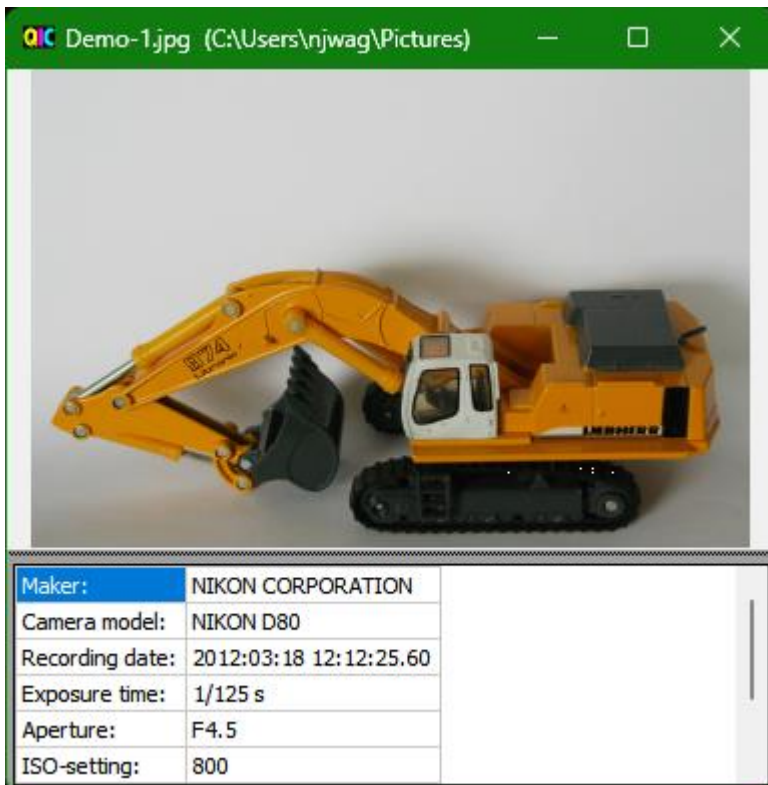 QIC Demo-1.jpg (C:\Users\njwag\Pictures)
LIEBHERR
Maker: NIKON CORPORATION
Camera model: NIKON D80
Recording date: 2012:03:18 12:12:25.60
Exposure time: 1/125 s
Aperture: F4.5
ISO-setting: 800